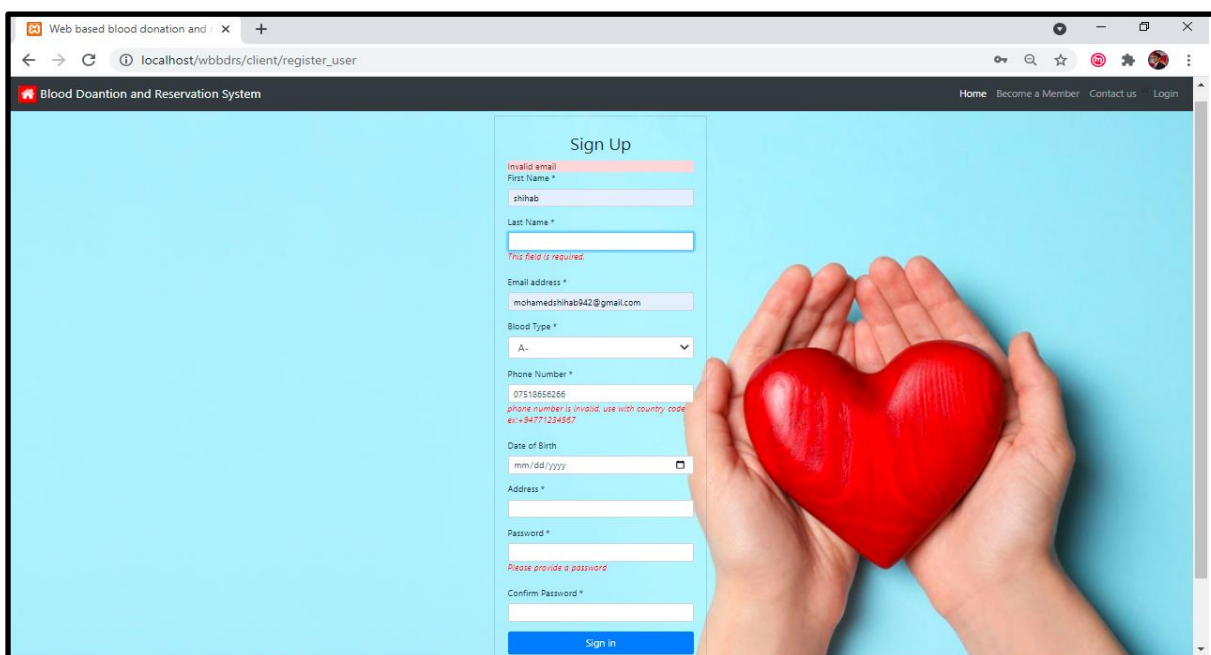 Web based blood donation and r
localhost/wbbdrs/client/register_user
Blood Doantion and Reservation System
Home Become a Member Contact us Login
Sign Up
Invalid email
First Name *
shihab
Last Name *
This field is required.
Email address *
mohamedshihab942@gmail.com
Blood Type *
A-
Phone Number *
07518656266
phone number is invalid, use with country code
ex:+94771234567
Date of Birth
mm/dd/yyyy
Address *
Password *
Please provide a password
Confirm Password *
Sign in